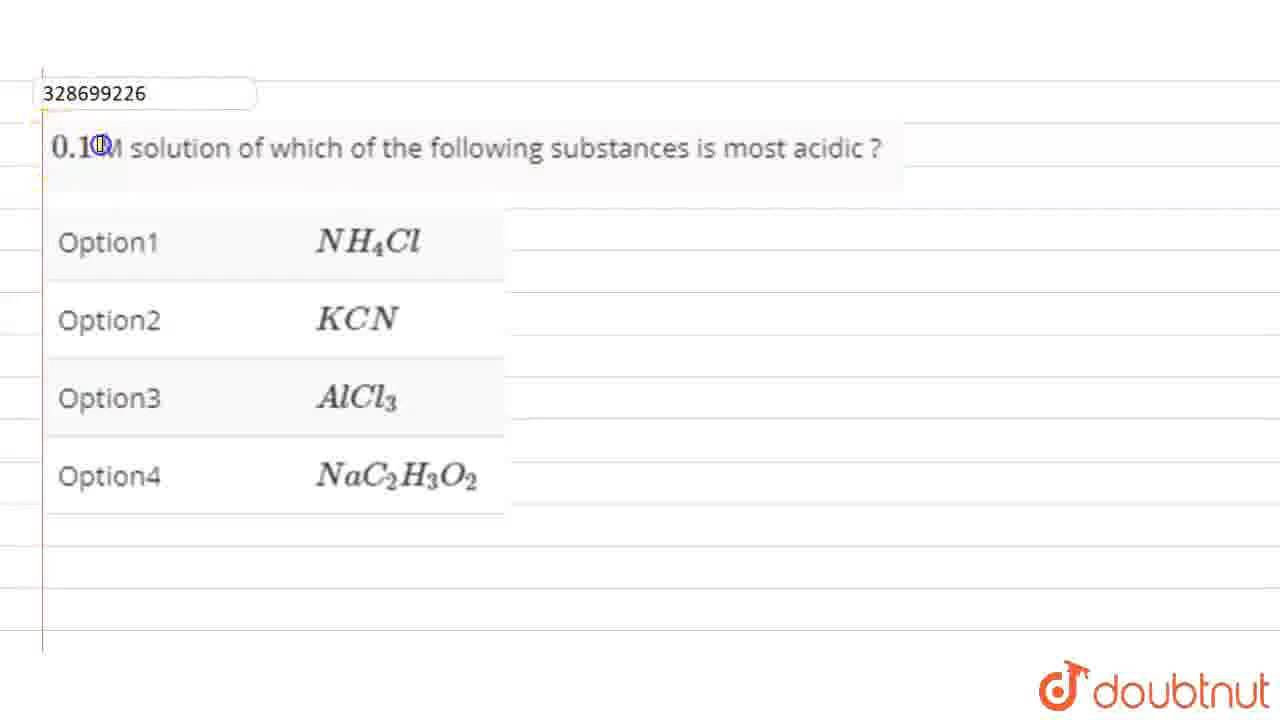 328699226
0.1 M solution of which of the following substances is most acidic ?
Option1 NH₄Cl
Option2 KCN
Option3 AlCl₃
Option4 NaC₂H₃O₂
doubtnut